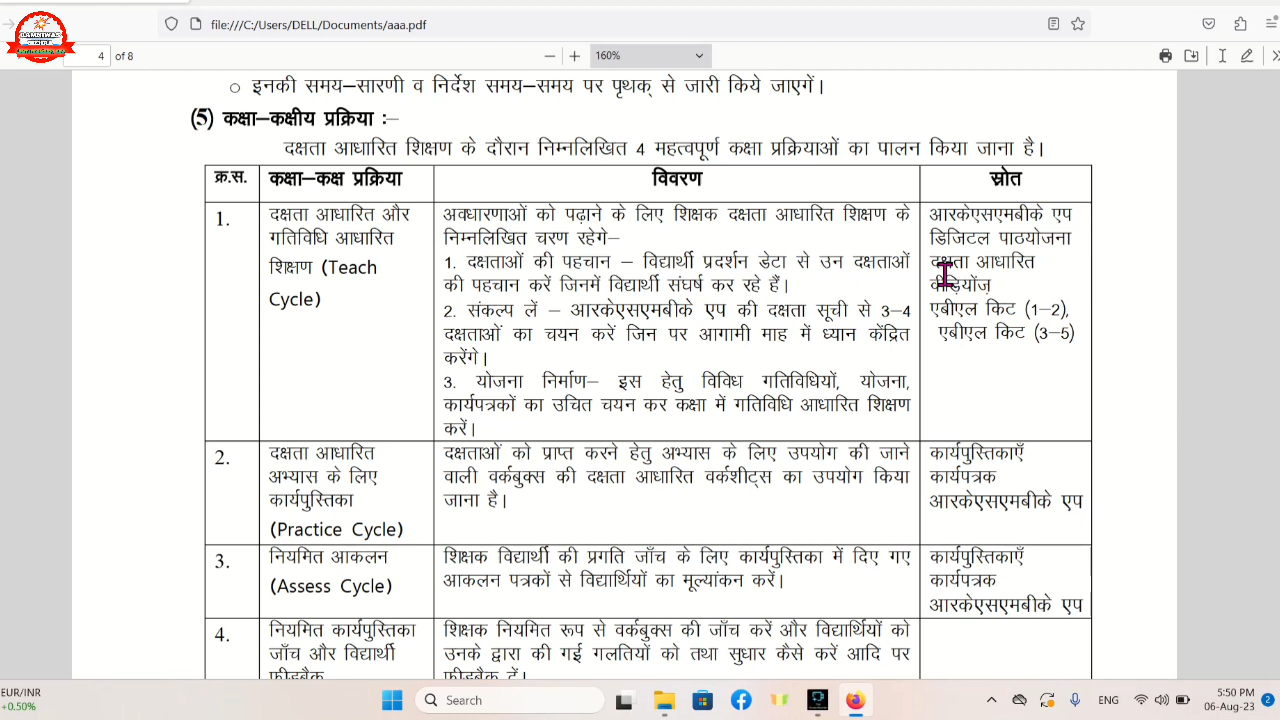 file:///C:/Users/DELL/Documents/aaa.pdf
4 of 8
160%
इनकी समय–सारणी व निर्देश समय–समय पर पृथक् से जारी किये जाएगें।
(5) कक्षा–कक्षीय प्रक्रिया :–
दक्षता आधारित शिक्षण के दौरान निम्नलिखित 4 महत्वपूर्ण कक्षा प्रक्रियाओं का पालन किया जाना है।
क्र.स. कक्षा–कक्ष प्रक्रिया विवरण स्रोत
1.
दक्षता आधारित और
गतिविधि आधारित
शिक्षण (Teach
Cycle)
अवधारणाओं को पढ़ाने के लिए शिक्षक दक्षता आधारित शिक्षण के
निम्नलिखित चरण रहेगे–
1. दक्षताओं की पहचान – विद्यार्थी प्रदर्शन डेटा से उन दक्षताओं
की पहचान करें जिनमें विद्यार्थी संघर्ष कर रहे हैं।
2. संकल्प लें – आरकेएसएमबीके एप की दक्षता सूची से 3–4
दक्षताओं का चयन करें जिन पर आगामी माह में ध्यान केंद्रित
करेंगे।
3. योजना निर्माण– इस हेतु विविध गतिविधियों, योजना,
कार्यपत्रकों का उचित चयन कर कक्षा में गतिविधि आधारित शिक्षण
करें।
आरकेएसएमबीके एप
डिजिटल पाठयोजना
दक्षता आधारित
वीड़ियोंज़
एबीएल किट (1–2),
एबीएल किट (3–5)
2.
दक्षता आधारित
अभ्यास के लिए
कार्यपुस्तिका
(Practice Cycle)
दक्षताओं को प्राप्त करने हेतु अभ्यास के लिए उपयोग की जाने
वाली वर्कबुक्स की दक्षता आधारित वर्कशीट्स का उपयोग किया
जाना है।
कार्यपुस्तिकाएँ
कार्यपत्रक
आरकेएसएमबीके एप
3.
नियमित आकलन
(Assess Cycle)
शिक्षक विद्यार्थी की प्रगति जाँच के लिए कार्यपुस्तिका में दिए गए
आकलन पत्रकों से विद्यार्थियों का मूल्यांकन करें।
कार्यपुस्तिकाएँ
कार्यपत्रक
आरकेएसएमबीके एप
4.
नियमित कार्यपुस्तिका
जाँच और विद्यार्थी
फीडबैक
शिक्षक नियमित रूप से वर्कबुक्स की जाँच करें और विद्यार्थियों को
उनके द्वारा की गई गलतियों को तथा सुधार कैसे करें आदि पर
फीडबैक दें।
EUR/INR
+0.50%
Search
ENG
5:50 PM
06-Aug-23
2